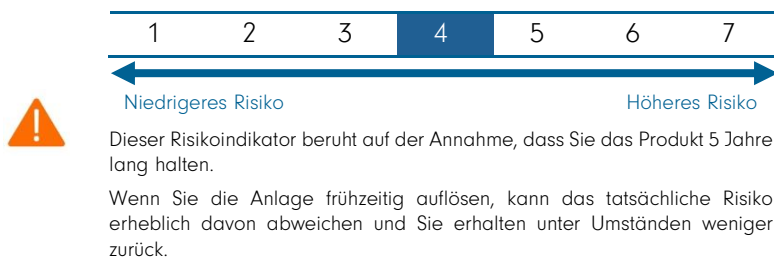 1 2 3 4 5 6 7
Niedrigeres Risiko Höheres Risiko
Dieser Risikoindikator beruht auf der Annahme, dass Sie das Produkt 5 Jahre
lang halten.
Wenn Sie die Anlage frühzeitig auflösen, kann das tatsächliche Risiko
erheblich davon abweichen und Sie erhalten unter Umständen weniger
zurück.